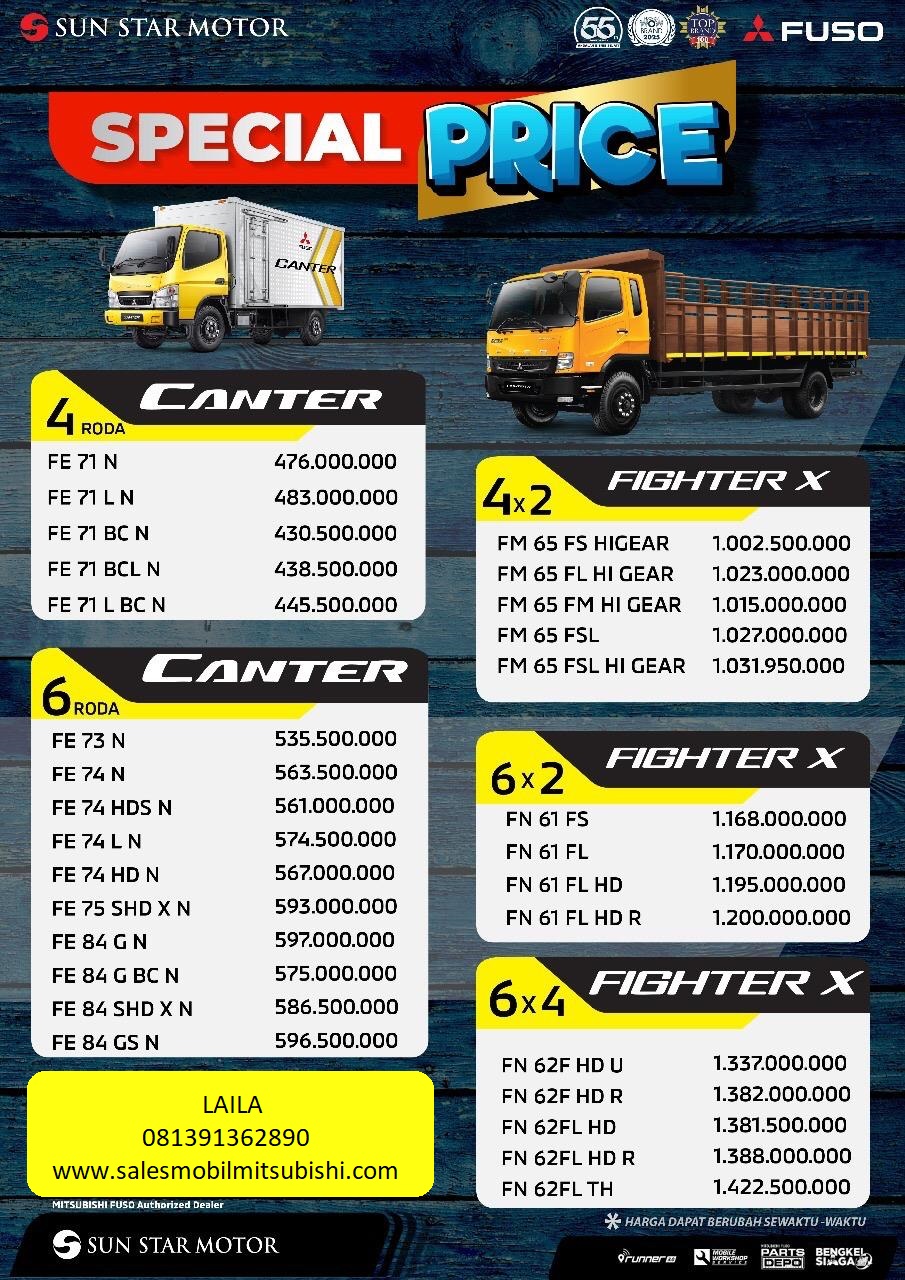 SUN STAR MOTOR
55
TOP
BRAND
FUSO
SPECIAL
PRICE
FUSO
CANTER
4 RODA
CANTER
FE 71 N 476.000.000
FE 71 L N 483.000.000
FE 71 BC N 430.500.000
FE 71 BCL N 438.500.000
FE 71 L BC N 445.500.000
6 RODA
CANTER
FE 73 N 535.500.000
FE 74 N 563.500.000
FE 74 HDS N 561.000.000
FE 74 L N 574.500.000
FE 74 HD N 567.000.000
FE 75 SHD X N 593.000.000
FE 84 G N 597.000.000
FE 84 G BC N 575.000.000
FE 84 SHD X N 586.500.000
FE 84 GS N 596.500.000
4x2
FIGHTER X
FM 65 FS HIGEAR 1.002.500.000
FM 65 FL HI GEAR 1.023.000.000
FM 65 FM HI GEAR 1.015.000.000
FM 65 FSL 1.027.000.000
FM 65 FSL HI GEAR 1.031.950.000
6x2
FIGHTER X
FN 61 FS 1.168.000.000
FN 61 FL 1.170.000.000
FN 61 FL HD 1.195.000.000
FN 61 FL HD R 1.200.000.000
6x4
FIGHTER X
FN 62F HD U 1.337.000.000
FN 62F HD R 1.382.000.000
FN 62FL HD 1.381.500.000
FN 62FL HD R 1.388.000.000
FN 62FL TH 1.422.500.000
LAILA
081391362890
www.salesmobilmitsubishi.com
MITSUBISHI FUSO Authorized Dealer
SUN STAR MOTOR
HARGA DAPAT BERUBAH SEWAKTU -WAKTU
runner
MOBILE
WORKSHOP
SERVICE
MITSUBISHI FUSO
PARTS
DEPO
BENGKEL
SIAGA